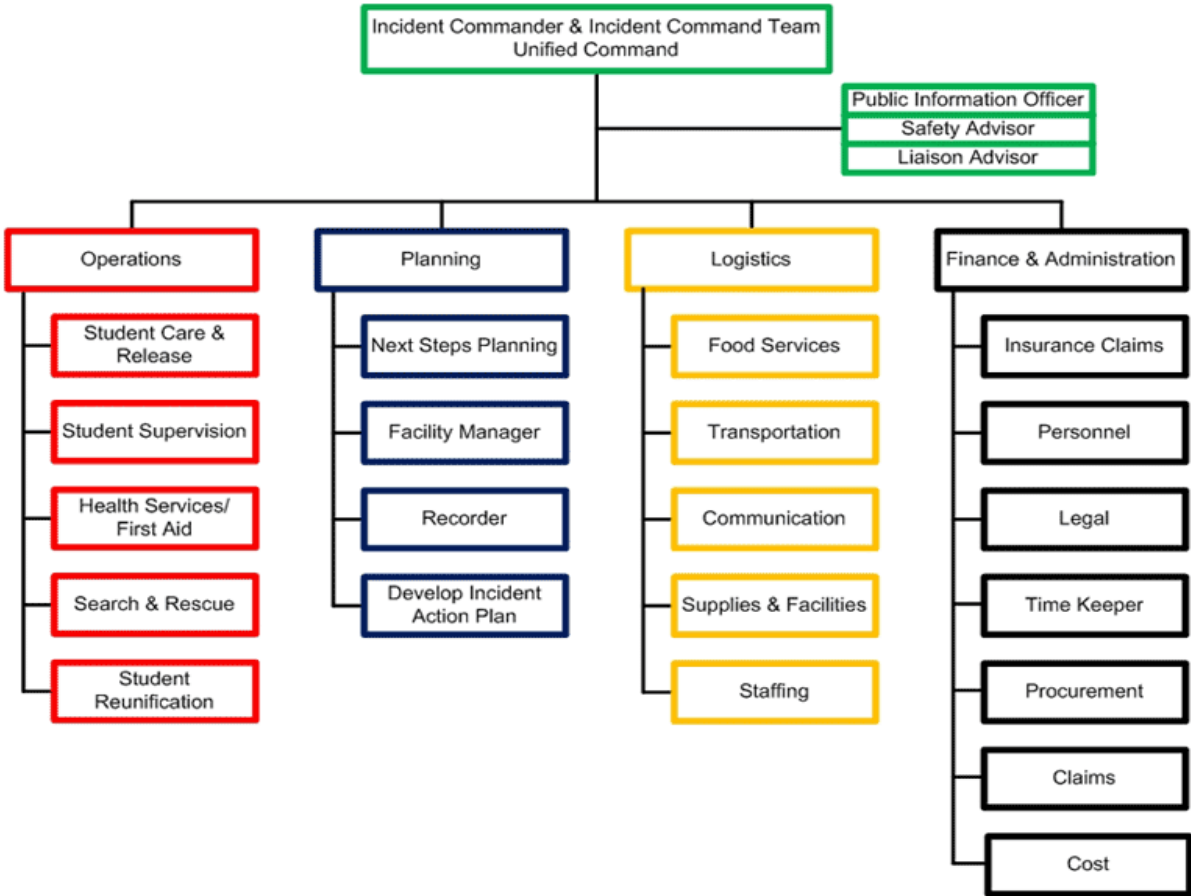 Incident Commander & Incident Command Team
Unified Command
Public Information Officer
Safety Advisor
Liaison Advisor
Operations
Student Care &
Release
Student Supervision
Health Services/
First Aid
Search & Rescue
Student
Reunification
Planning
Next Steps Planning
Facility Manager
Recorder
Develop Incident
Action Plan
Logistics
Food Services
Transportation
Communication
Supplies & Facilities
Staffing
Finance & Administration
Insurance Claims
Personnel
Legal
Time Keeper
Procurement
Claims
Cost